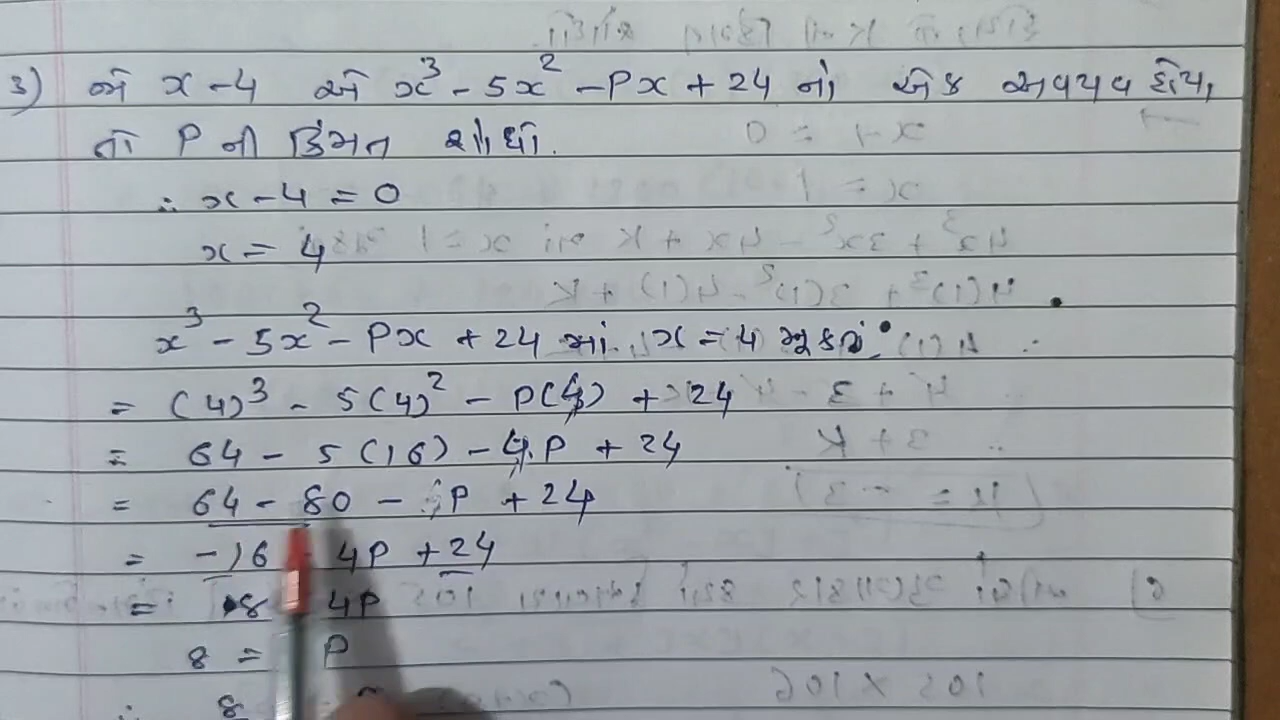 3) જો x - 4 એ x³ - 5x² - Px + 24 નો એક અવયવ હોય,
તો P ની કિંમત શોધો.
∴ x - 4 = 0
x = 4
x³ - 5x² - Px + 24 માં x = 4 મૂકતાં
= (4)³ - 5(4)² - P(4) + 24
= 64 - 5(16) - 4P + 24
= 64 - 80 - P + 24
= -16 4P + 24
= 8 4P
8 = P
∴ 8